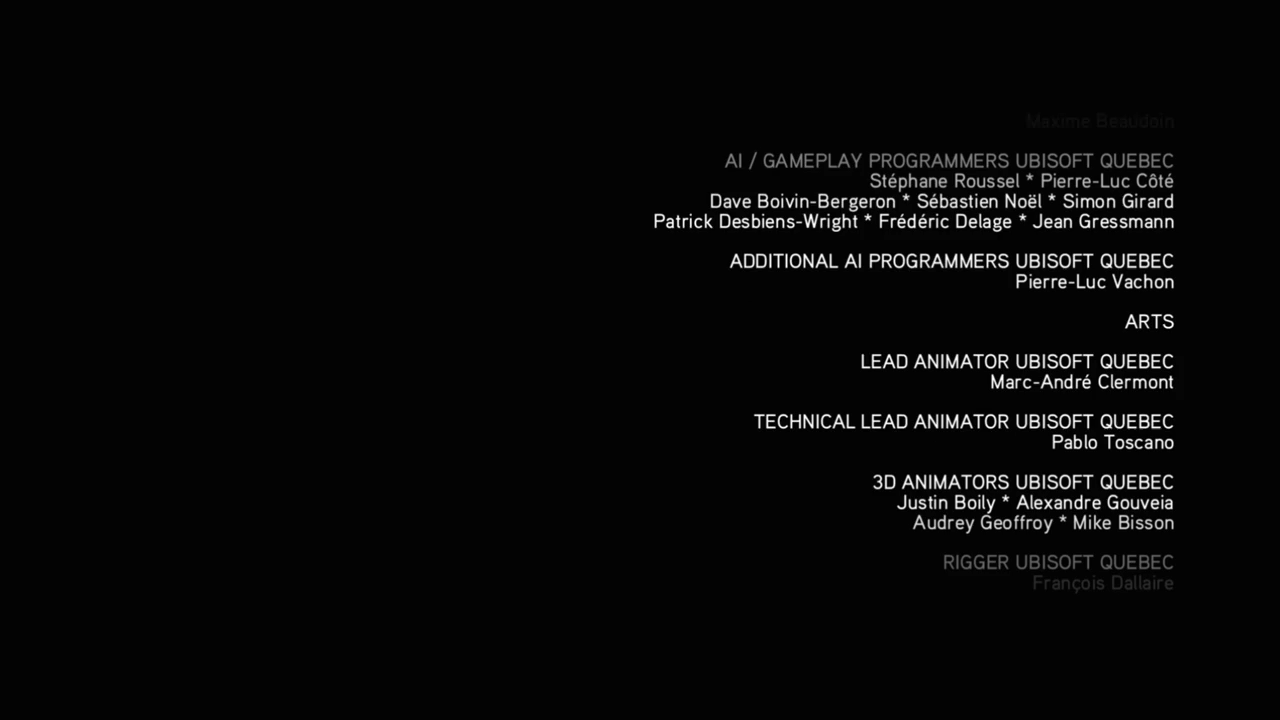 Maxime Beaudoin
AI / GAMEPLAY PROGRAMMERS UBISOFT QUEBEC
Stéphane Roussel * Pierre-Luc Côté
Dave Boivin-Bergeron * Sébastien Noël * Simon Girard
Patrick Desbiens-Wright * Frédéric Delage * Jean Gressmann
ADDITIONAL AI PROGRAMMERS UBISOFT QUEBEC
Pierre-Luc Vachon
ARTS
LEAD ANIMATOR UBISOFT QUEBEC
Marc-André Clermont
TECHNICAL LEAD ANIMATOR UBISOFT QUEBEC
Pablo Toscano
3D ANIMATORS UBISOFT QUEBEC
Justin Boily * Alexandre Gouveia
Audrey Geoffroy * Mike Bisson
RIGGER UBISOFT QUEBEC
François Dallaire